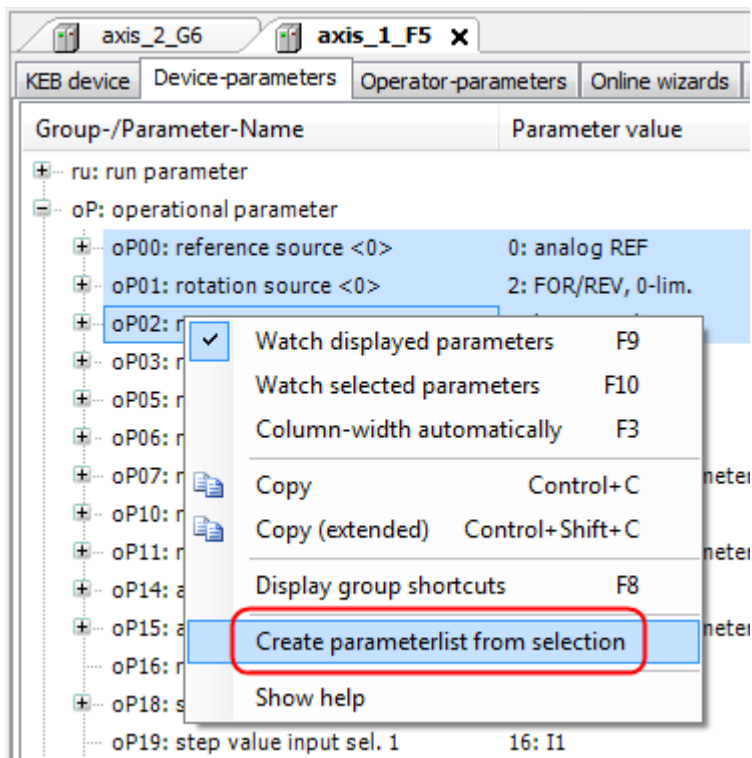 axis_2_G6 axis_1_F5 x
KEB device Device-parameters Operator-parameters Online wizards
Group-/Parameter-Name Parameter value
ru: run parameter
oP: operational parameter
oP00: reference source <0> 0: analog REF
oP01: rotation source <0> 2: FOR/REV, 0-lim.
oP02: r
Watch displayed parameters F9
oP03: r
Watch selected parameters F10
oP05: r
Column-width automatically F3
oP06: r
oP07: r
Copy Control+C
oP10: r
Copy (extended) Control+Shift+C
oP11: r
Display group shortcuts F8
oP14: a
oP15: a
Create parameterlist from selection
oP16: r
Show help
oP18: s
oP19: step value input sel. 1 16: I1